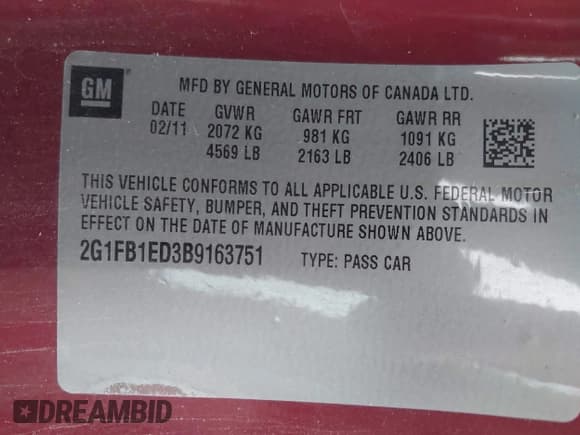 GM
®
MFD BY GENERAL MOTORS OF CANADA LTD.
DATE GVWR GAWR FRT GAWR RR
02/11 2072 KG 981 KG 1091 KG
4569 LB 2163 LB 2406 LB
THIS VEHICLE CONFORMS TO ALL APPLICABLE U.S. FEDERAL MOTOR
VEHICLE SAFETY, BUMPER, AND THEFT PREVENTION STANDARDS IN
EFFECT ON THE DATE OF MANUFACTURE SHOWN ABOVE.
2G1FB1ED3B9163751 TYPE: PASS CAR
DREAMBID